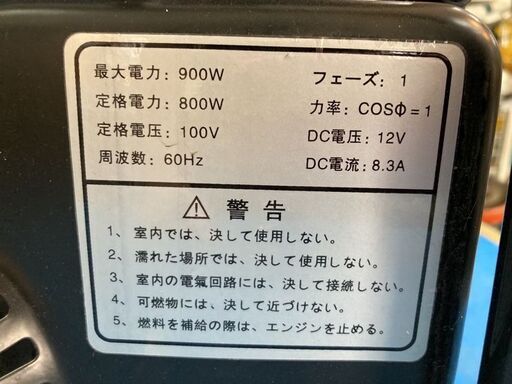 最大電力: 900W フェーズ: 1
定格電力: 800W 力率: COSΦ=1
定格電压: 100V DC電压: 12V
周波数: 60Hz DC電流: 8.3A
⚠ 警告
1、室内では、決して使用しない。
2、濡れた場所では、決して使用しない。
3、室内の電氣回路には、決して接続しない。
4、可燃物には、決して近づけない。
5、燃料を補給の際は、エンジンを止める。